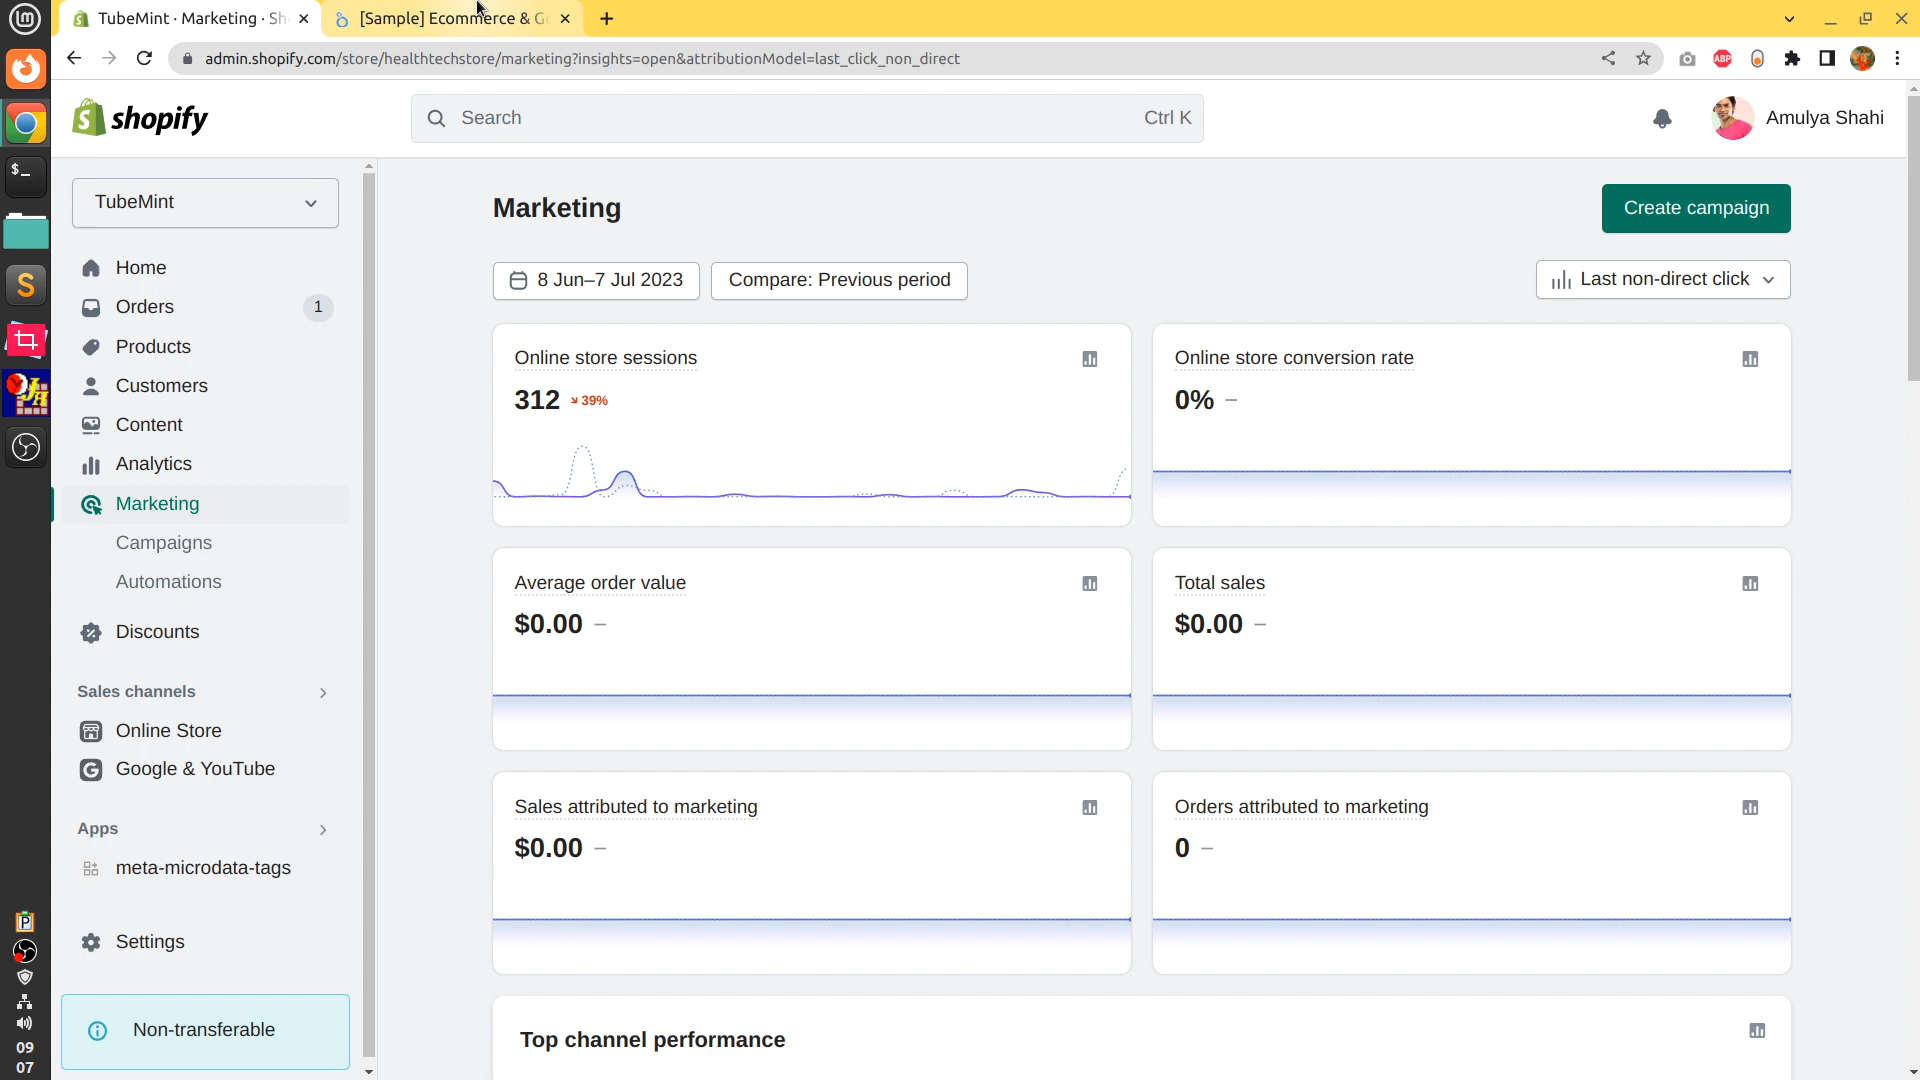 TubeMint · Marketing · Sh
[Sample] Ecommerce & G
admin.shopify.com/store/healthtechstore/marketing?insights=open&attributionModel=last_click_non_direct
ABP
shopify
Search
Ctrl K
Amulya Shahi
TubeMint
Home
Orders
1
Products
Customers
Content
Analytics
Marketing
Campaigns
Automations
Discounts
Sales channels
Online Store
Google & YouTube
Apps
meta-microdata-tags
Settings
Non-transferable
09
07
Marketing
Create campaign
8 Jun–7 Jul 2023
Compare: Previous period
Last non-direct click
Online store sessions
312 39%
Online store conversion rate
0% –
Average order value
$0.00 –
Total sales
$0.00 –
Sales attributed to marketing
$0.00 –
Orders attributed to marketing
0 –
Top channel performance